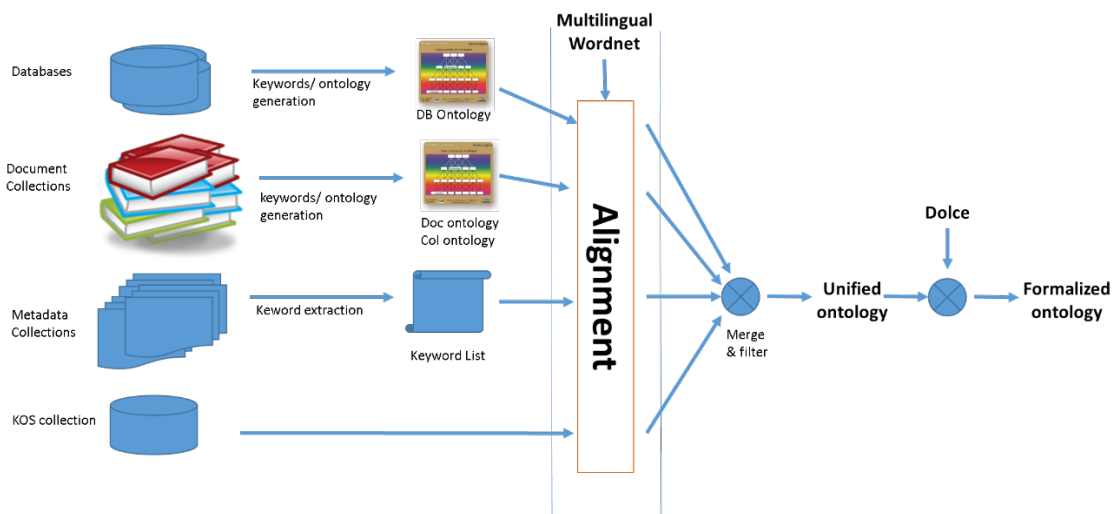 Multilingual
Wordnet
Databases
Keywords/ ontology
generation
DB Ontology
Document
Collections
keywords/ ontology
generation
Doc ontology
Col ontology
Alignment
Dolce
Metadata
Collections
Keword extraction
Keyword List
Merge
& filter
Unified
ontology
Formalized
ontology
KOS collection